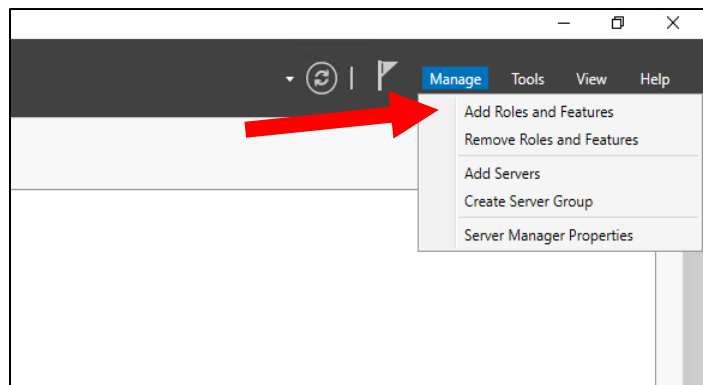 Manage Tools View Help
Add Roles and Features
Remove Roles and Features
Add Servers
Create Server Group
Server Manager Properties